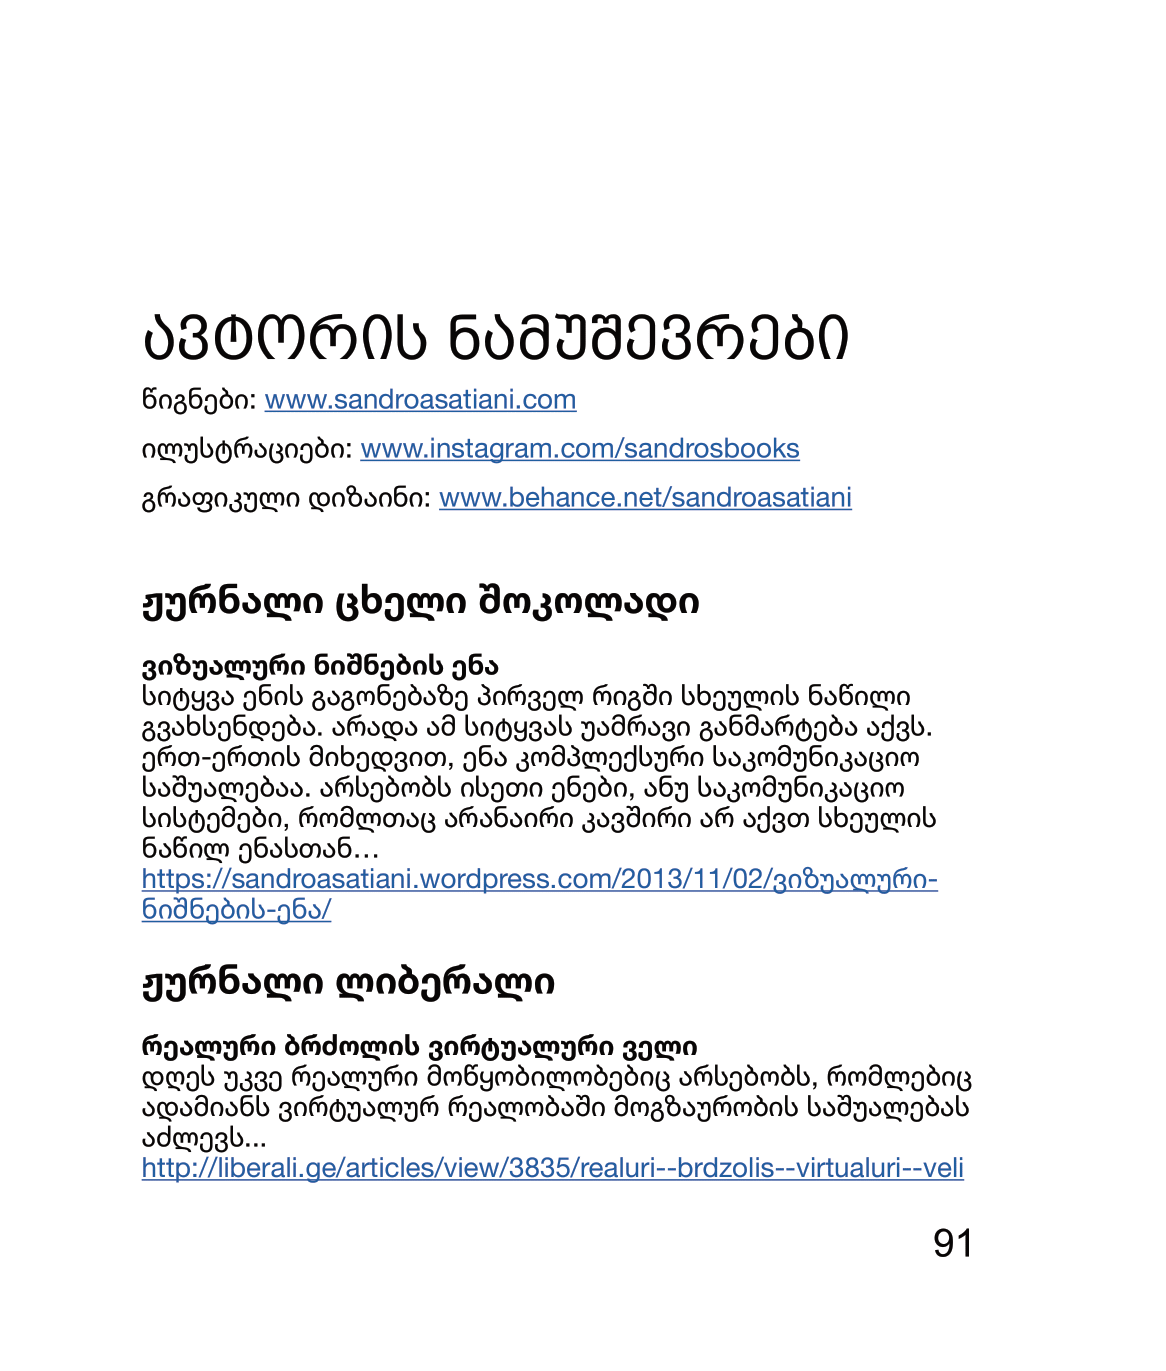 ავტორის ნამუშევრები
წიგნები: www.sandroasatiani.com
ილუსტრაციები: www.instagram.com/sandrosbooks
გრაფიკული დიზაინი: www.behance.net/sandroasatiani
ჟურნალი ცხელი შოკოლადი
ვიზუალური ნიშნების ენა
სიტყვა ენის გაგონებაზე პირველ რიგში სხეულის ნაწილი
გვახსენდება. არადა ამ სიტყვას უამრავი განმარტება აქვს.
ერთ-ერთის მიხედვით, ენა კომპლექსური საკომუნიკაციო
საშუალებაა. არსებობს ისეთი ენები, ანუ საკომუნიკაციო
სისტემები, რომლთაც არანაირი კავშირი არ აქვთ სხეულის
ნაწილ ენასთან…
https://sandroasatiani.wordpress.com/2013/11/02/ვიზუალური-
ნიშნების-ენა/
ჟურნალი ლიბერალი
რეალური ბრძოლის ვირტუალური ველი
დღეს უკვე რეალური მოწყობილობებიც არსებობს, რომლებიც
ადამიანს ვირტუალურ რეალობაში მოგზაურობის საშუალებას
აძლევს...
http://liberali.ge/articles/view/3835/realuri--brdzolis--virtualuri--veli
91